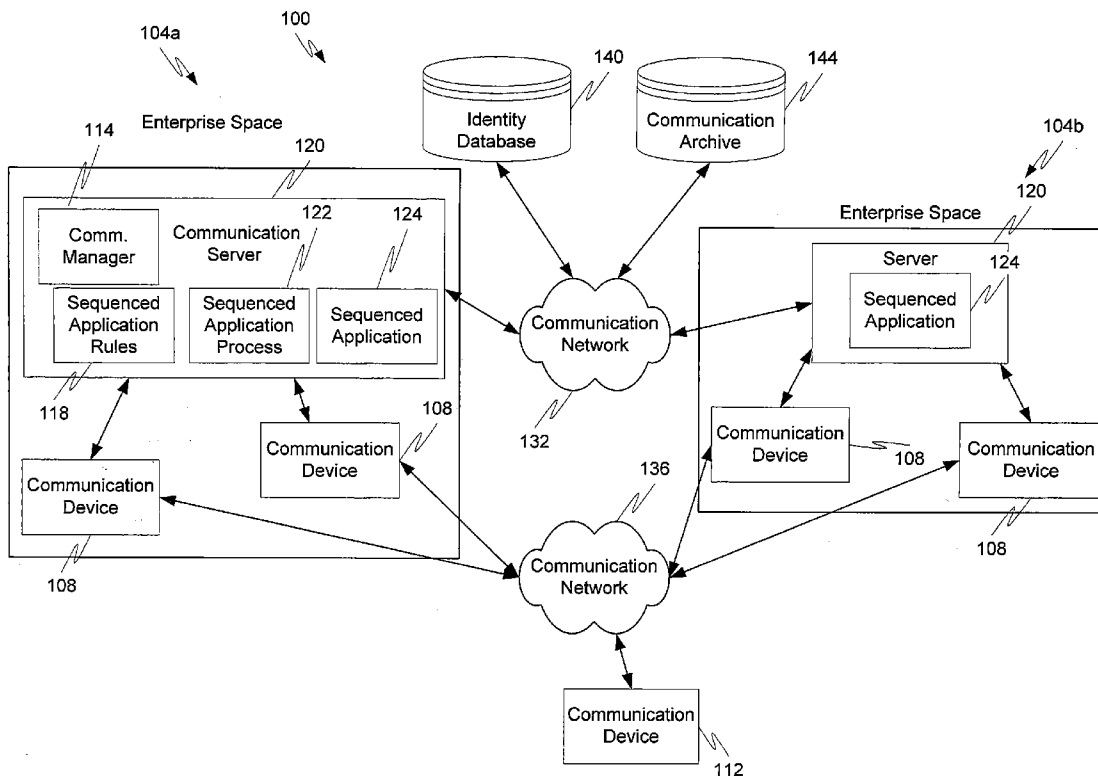 100
104a
140
144
Identity
Database
Communication
Archive
Enterprise Space
114
120
104b
120
Enterprise Space
Comm.
Manager
Communication
Server
122
124
Server
124
Sequenced
Application
Rules
Sequenced
Application
Process
Sequenced
Application
Communication
Network
Sequenced
Application
118
108
132
Communication
Device
Communication
Device
Communication
Device
108
Communication
Device
136
108
Communication
Network
108
Communication
Device
112